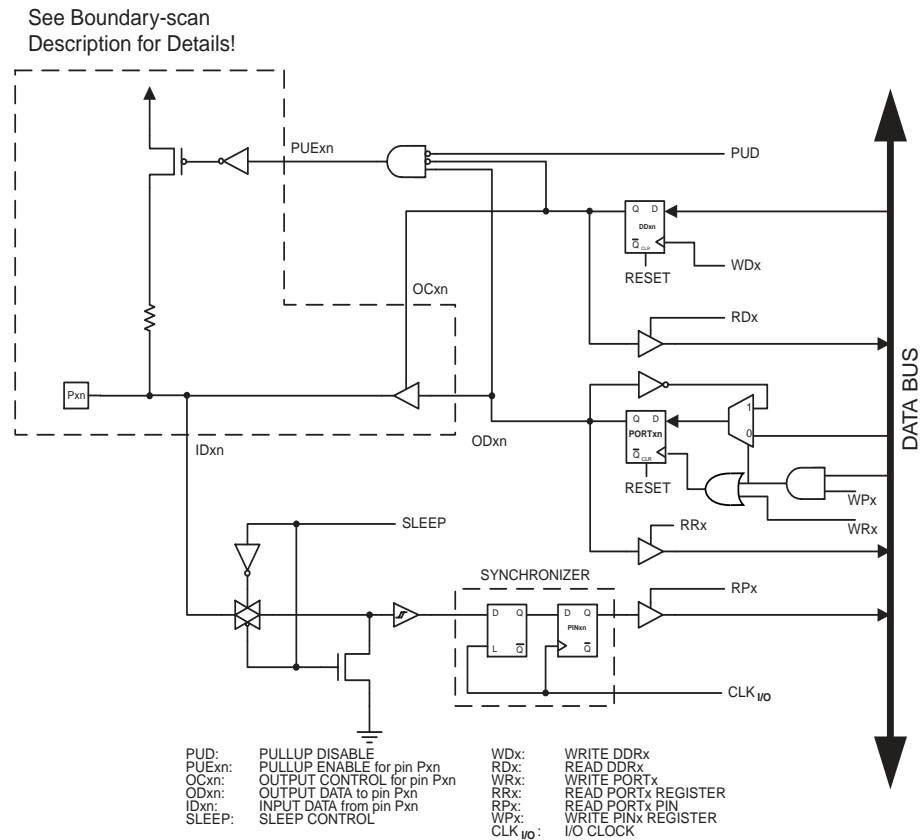 See Boundary-scan
Description for Details!
PUExn
PUD
Q D
DDxn
Q CLR
WDx
RESET
OCxn
RDx
Pxn
1
Q D
PORTxn
0
ODxn
Q CLR
IDxn
RESET
WPx
WRx
SLEEP
RRx
SYNCHRONIZER
RPx
D Q
D Q
PINxn
L Q
Q
CLK I/O
DATA BUS
PUD: PULLUP DISABLE
PUExn: PULLUP ENABLE for pin Pxn
OCxn: OUTPUT CONTROL for pin Pxn
ODxn: OUTPUT DATA to pin Pxn
IDxn: INPUT DATA from pin Pxn
SLEEP: SLEEP CONTROL
WDx: WRITE DDRx
RDx: READ DDRx
WRx: WRITE PORTx
RRx: READ PORTx REGISTER
RPx: READ PORTx PIN
WPx: WRITE PINx REGISTER
CLK I/O: I/O CLOCK